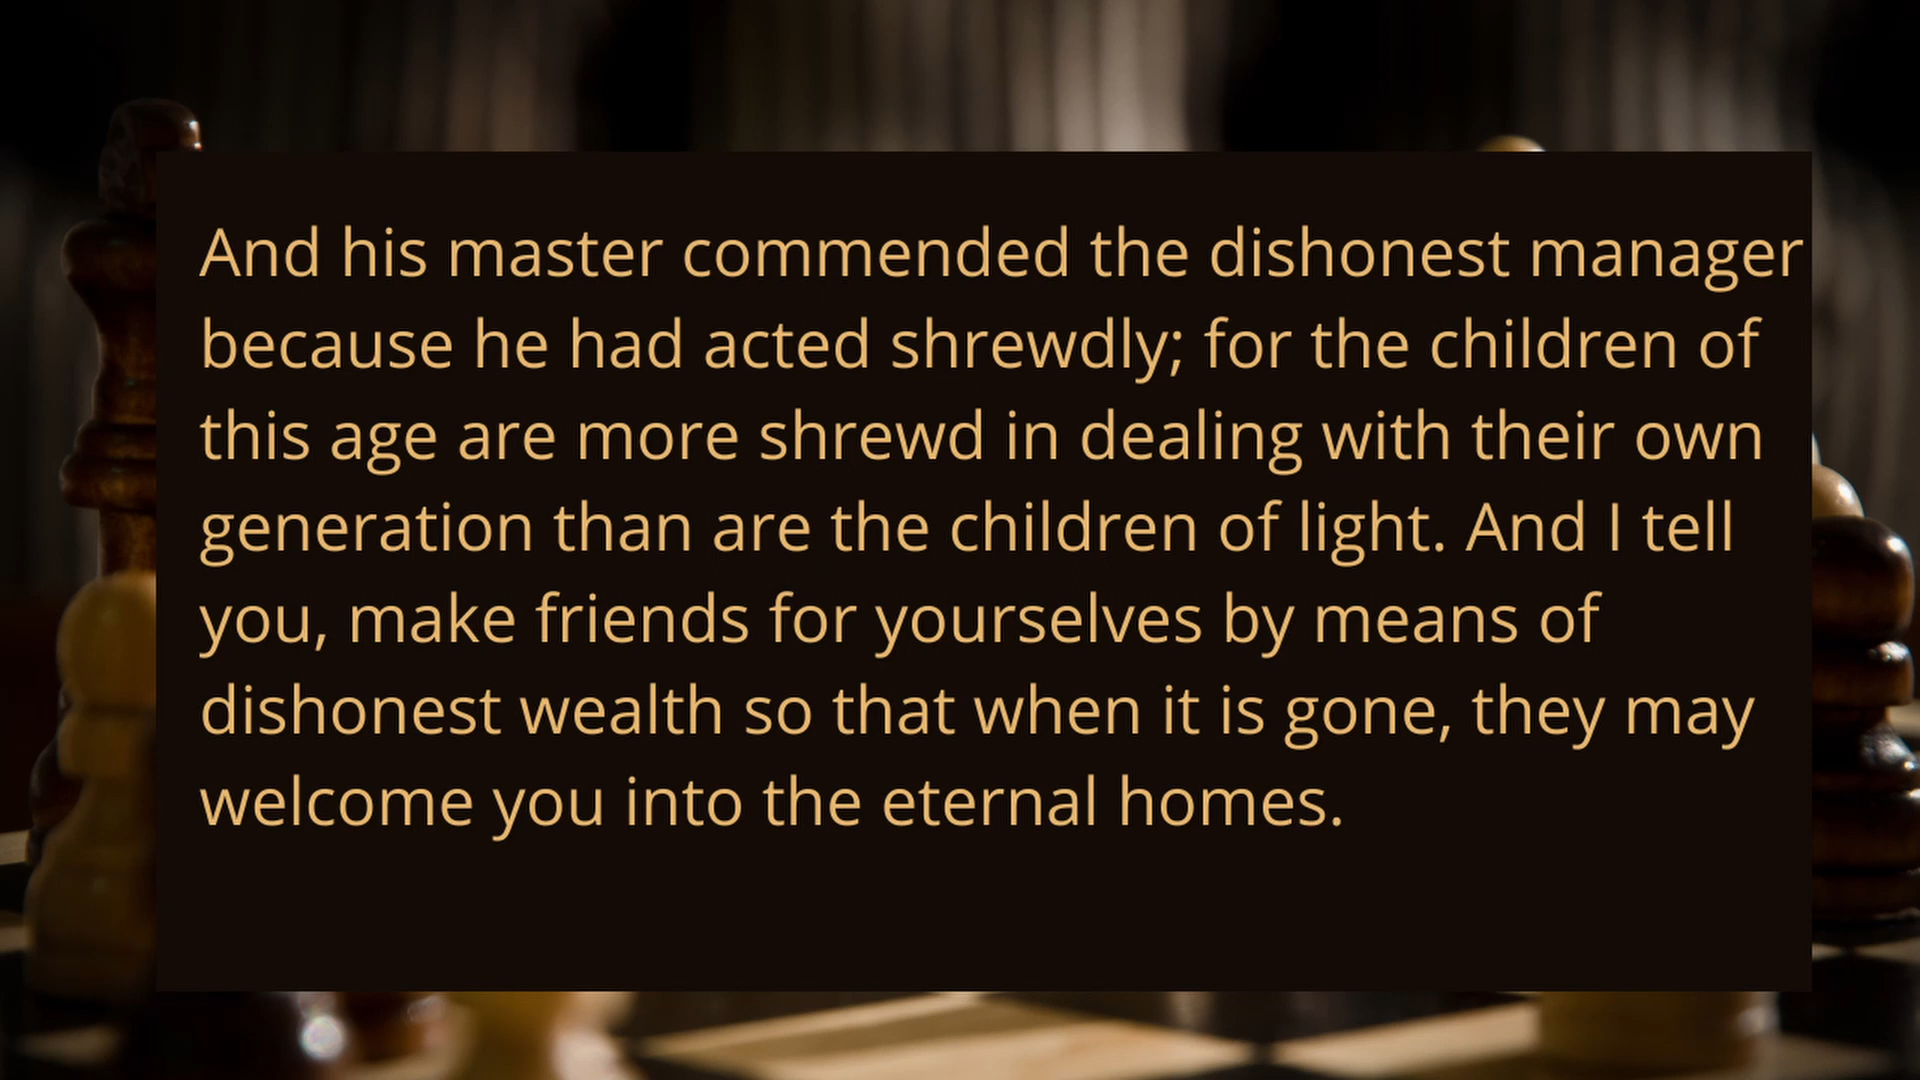 And his master commended the dishonest manager
because he had acted shrewdly; for the children of
this age are more shrewd in dealing with their own
generation than are the children of light. And I tell
you, make friends for yourselves by means of
dishonest wealth so that when it is gone, they may
welcome you into the eternal homes.